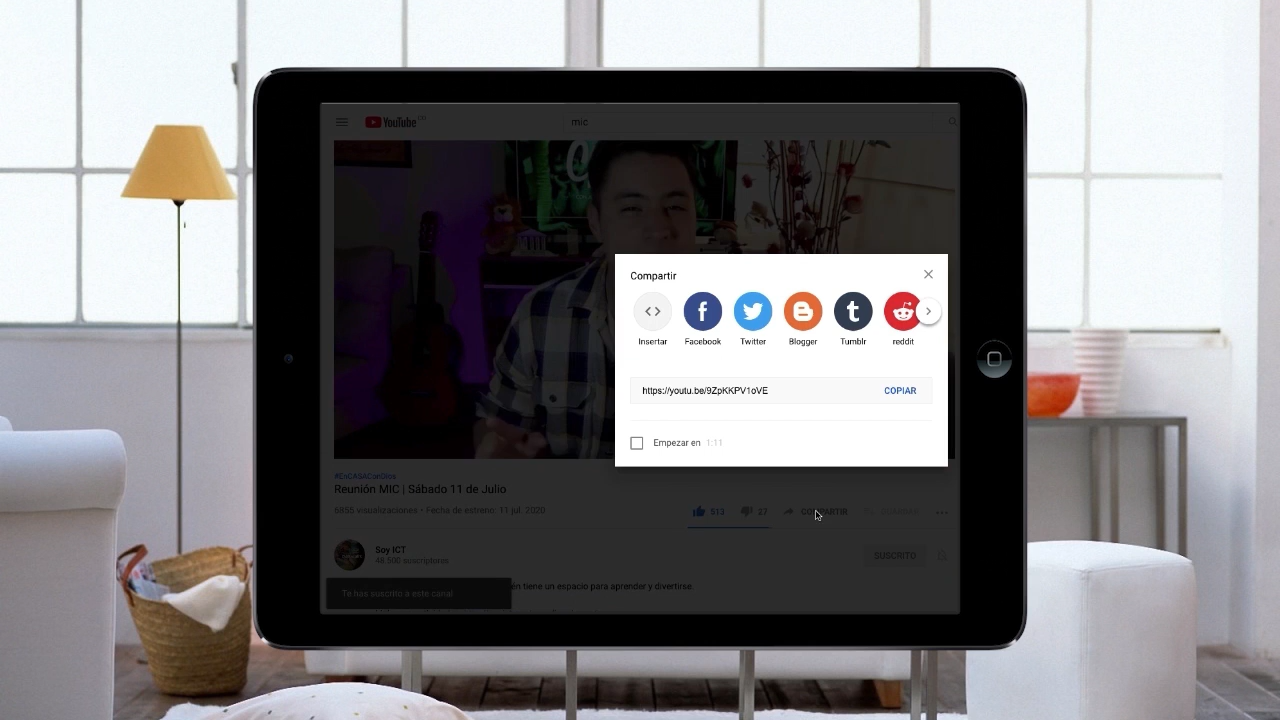 YouTube
mic
Compartir
Insertar
Facebook
Twitter
Blogger
Tumblr
reddit
https://youtu.be/9ZpKKPV1oVE
COPIAR
Empezar en 1:11
#EnCASAConDios
Reunión MIC | Sábado 11 de Julio
6855 visualizaciones • Fecha de estreno: 11 jul. 2020
513
27
COMPARTIR
Soy ICT
SUSCRITO
én tiene un espacio para aprender y divertirse.
Te has suscrito a este canal